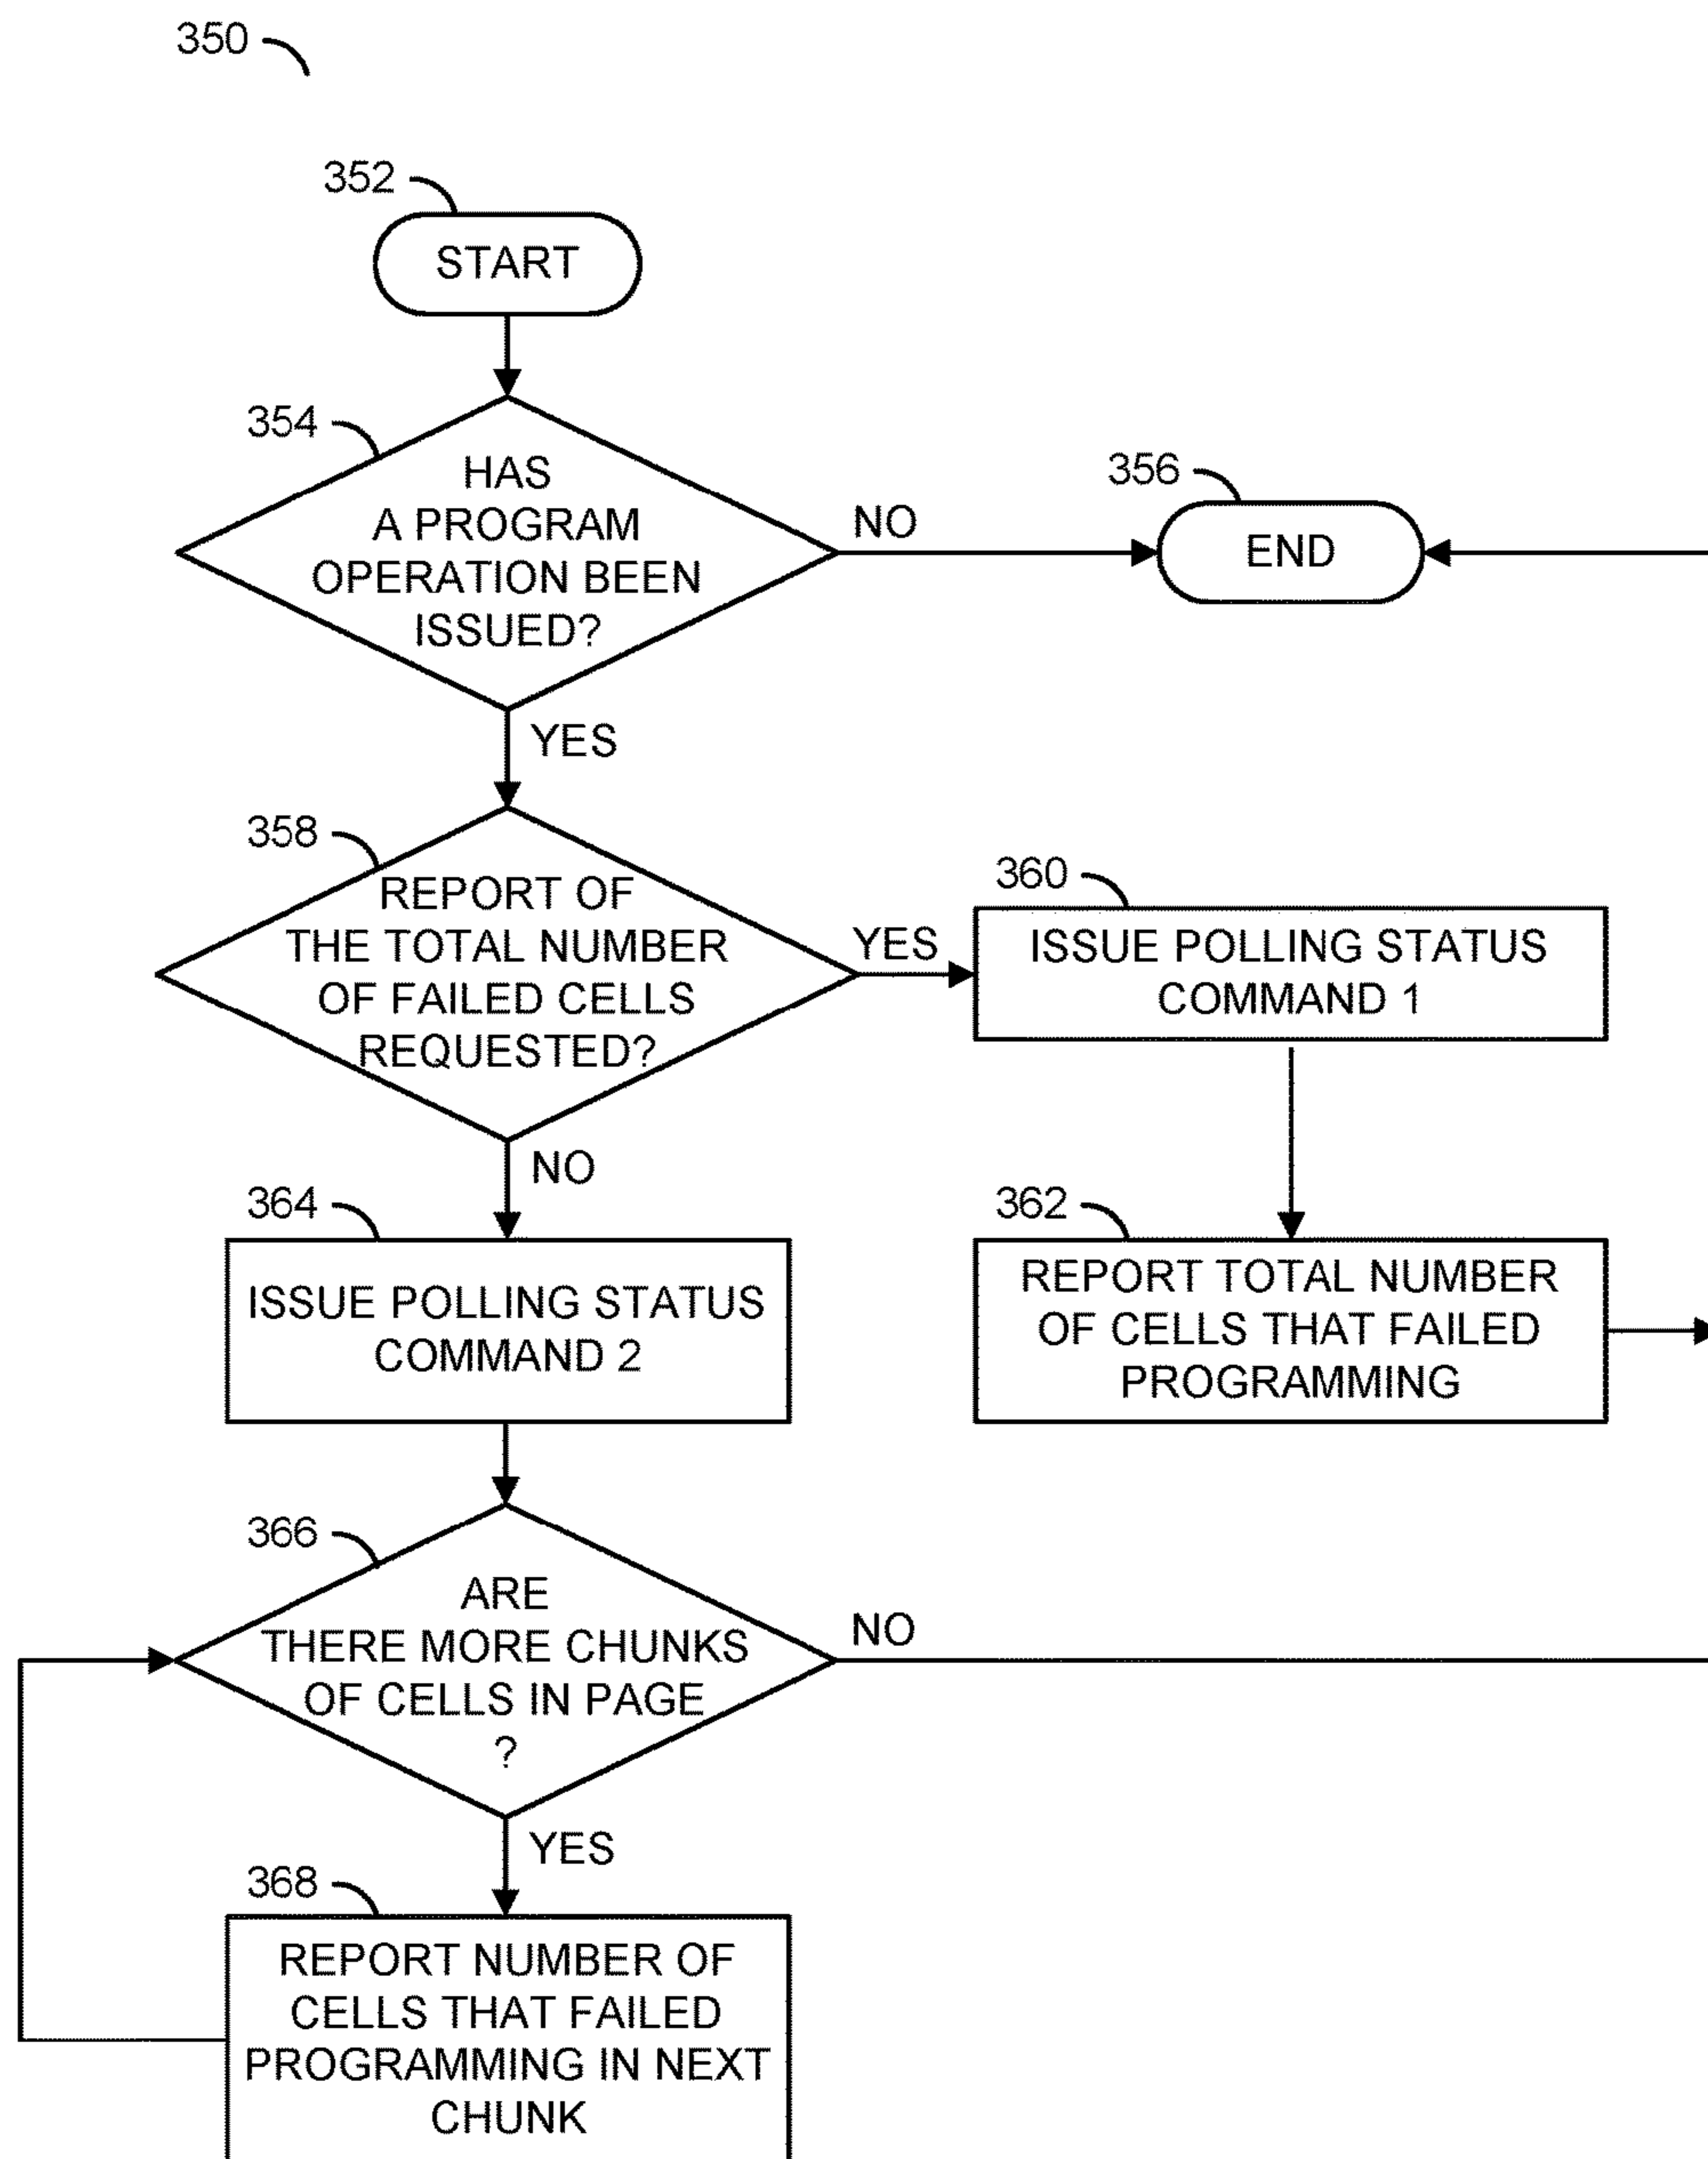 350
352
START
354
HAS
A PROGRAM
OPERATION BEEN
ISSUED?
NO
356
END
YES
358
REPORT OF
THE TOTAL NUMBER
OF FAILED CELLS
REQUESTED?
YES
360
ISSUE POLLING STATUS
COMMAND 1
NO
362
REPORT TOTAL NUMBER
OF CELLS THAT FAILED
PROGRAMMING
364
ISSUE POLLING STATUS
COMMAND 2
366
ARE
THERE MORE CHUNKS
OF CELLS IN PAGE
?
NO
YES
368
REPORT NUMBER OF
CELLS THAT FAILED
PROGRAMMING IN NEXT
CHUNK